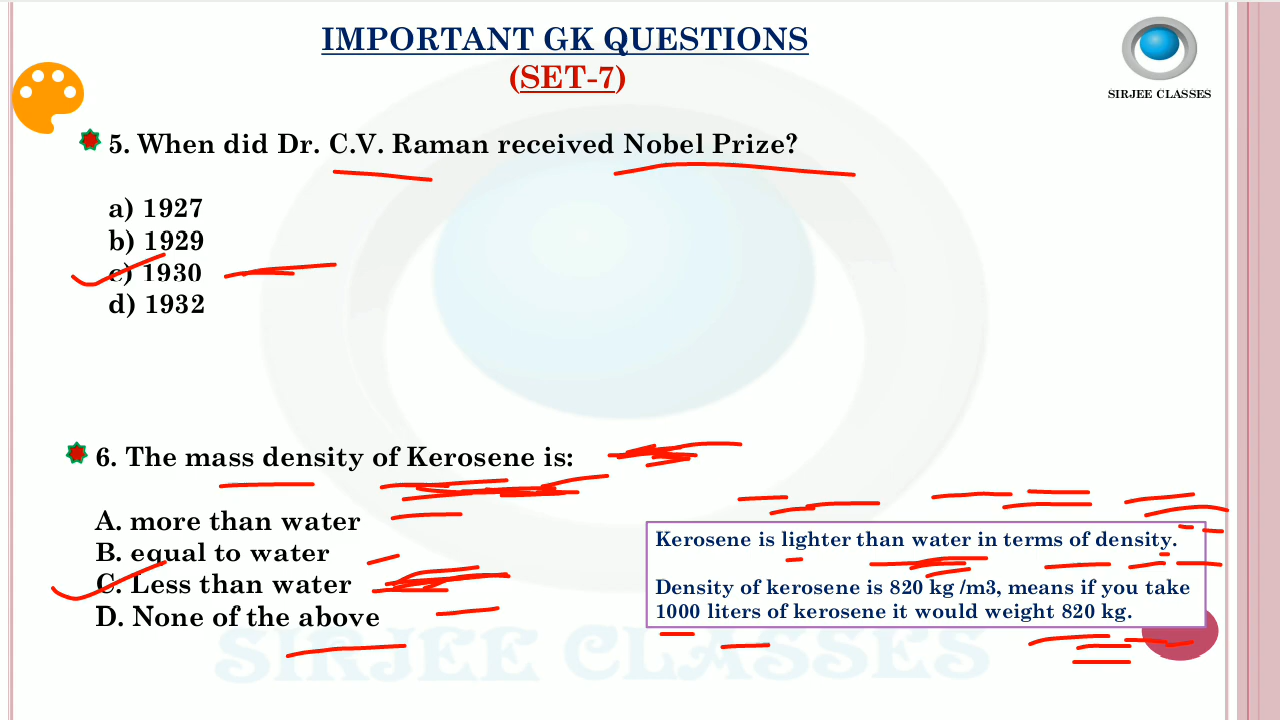 IMPORTANT GK QUESTIONS
(SET-7)
SIRJEE CLASSES
5. When did Dr. C.V. Raman received Nobel Prize?
a) 1927
b) 1929
c) 1930
d) 1932
6. The mass density of Kerosene is:
A. more than water
B. equal to water
C. Less than water
D. None of the above
Kerosene is lighter than water in terms of density.
Density of kerosene is 820 kg /m3, means if you take
1000 liters of kerosene it would weight 820 kg.
SIRJEE CLASSES